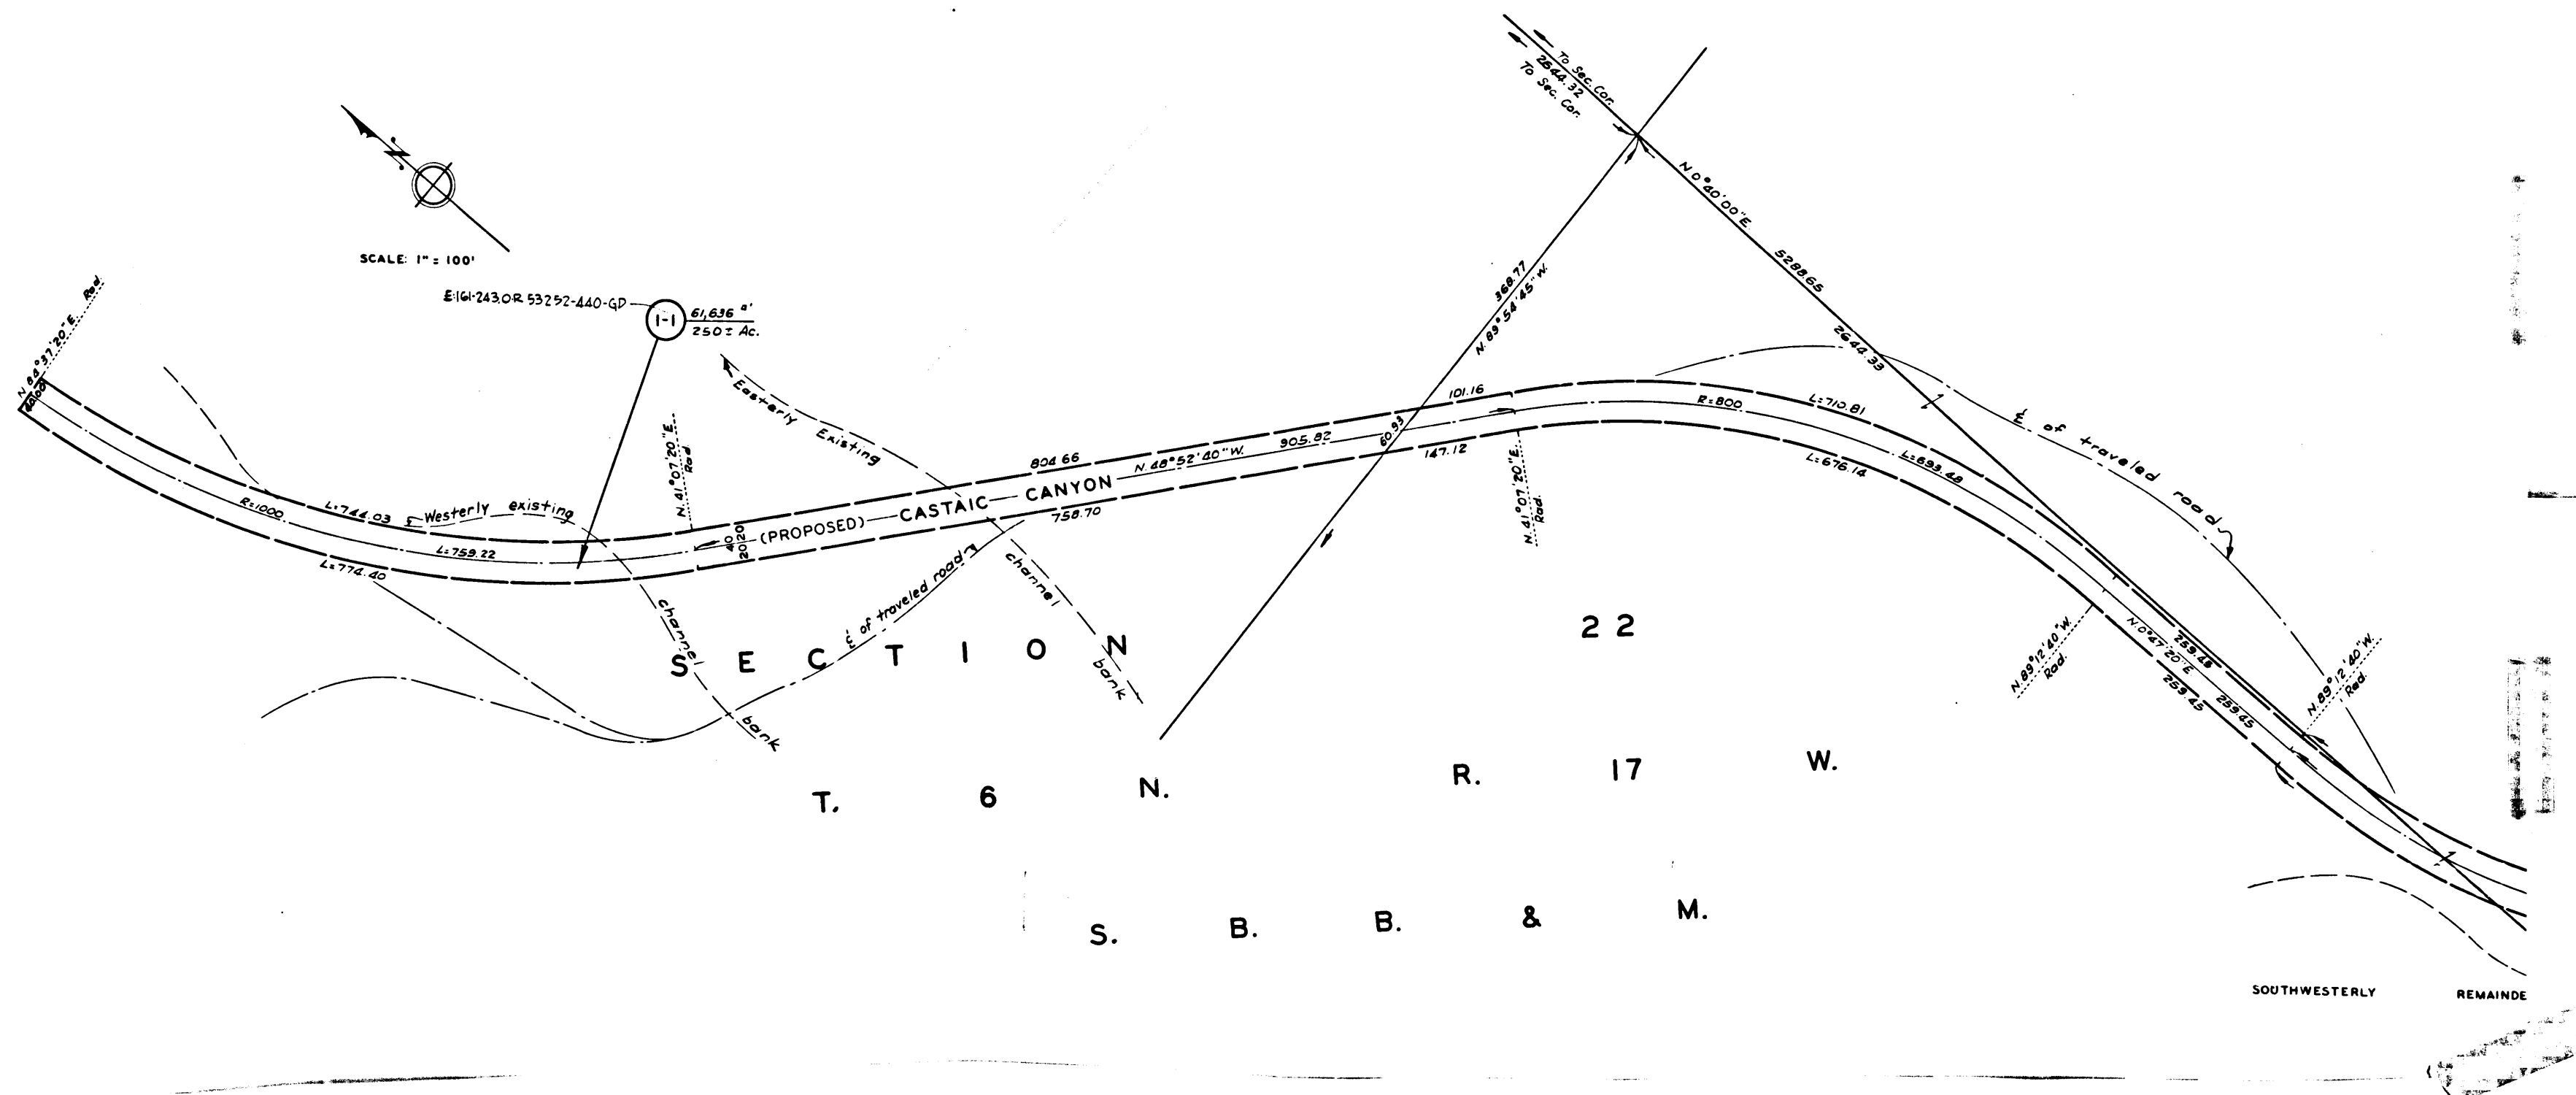 To Sec. Cor.
2644.32
To Sec. Cor.
N
SCALE: 1" = 100'
N 0°40'00"E
5288.65
2644.33
368.77
N. 89°54'45"W.
E:161-243,O.R 53252-440-GD
1-1
61,636 □'
250± Ac.
N. 84°37'20"E.
Rad.
40.00
Easterly Existing
channel
bank
Westerly existing
channel
bank
R=1000
L=744.03
L=759.22
L=774.40
N. 41°07'20"E.
Rad
40
20 20
(PROPOSED) CASTAIC CANYON
804.66
N. 48°52'40"W.
905.82
758.70
60.93
101.16
147.12
N. 41°07'20"E.
Rad.
R=800
L=710.81
L=693.48
L=676.14
℄ of traveled road
℄ of traveled road
N. 89°12'40"W.
Rad.
259.45
N. 0°47'20"E
259.45
259.45
N. 89°12'40"W.
Rad.
SECTION 22
T. 6 N. R. 17 W.
S. B. B. & M.
SOUTHWESTERLY REMAINDE